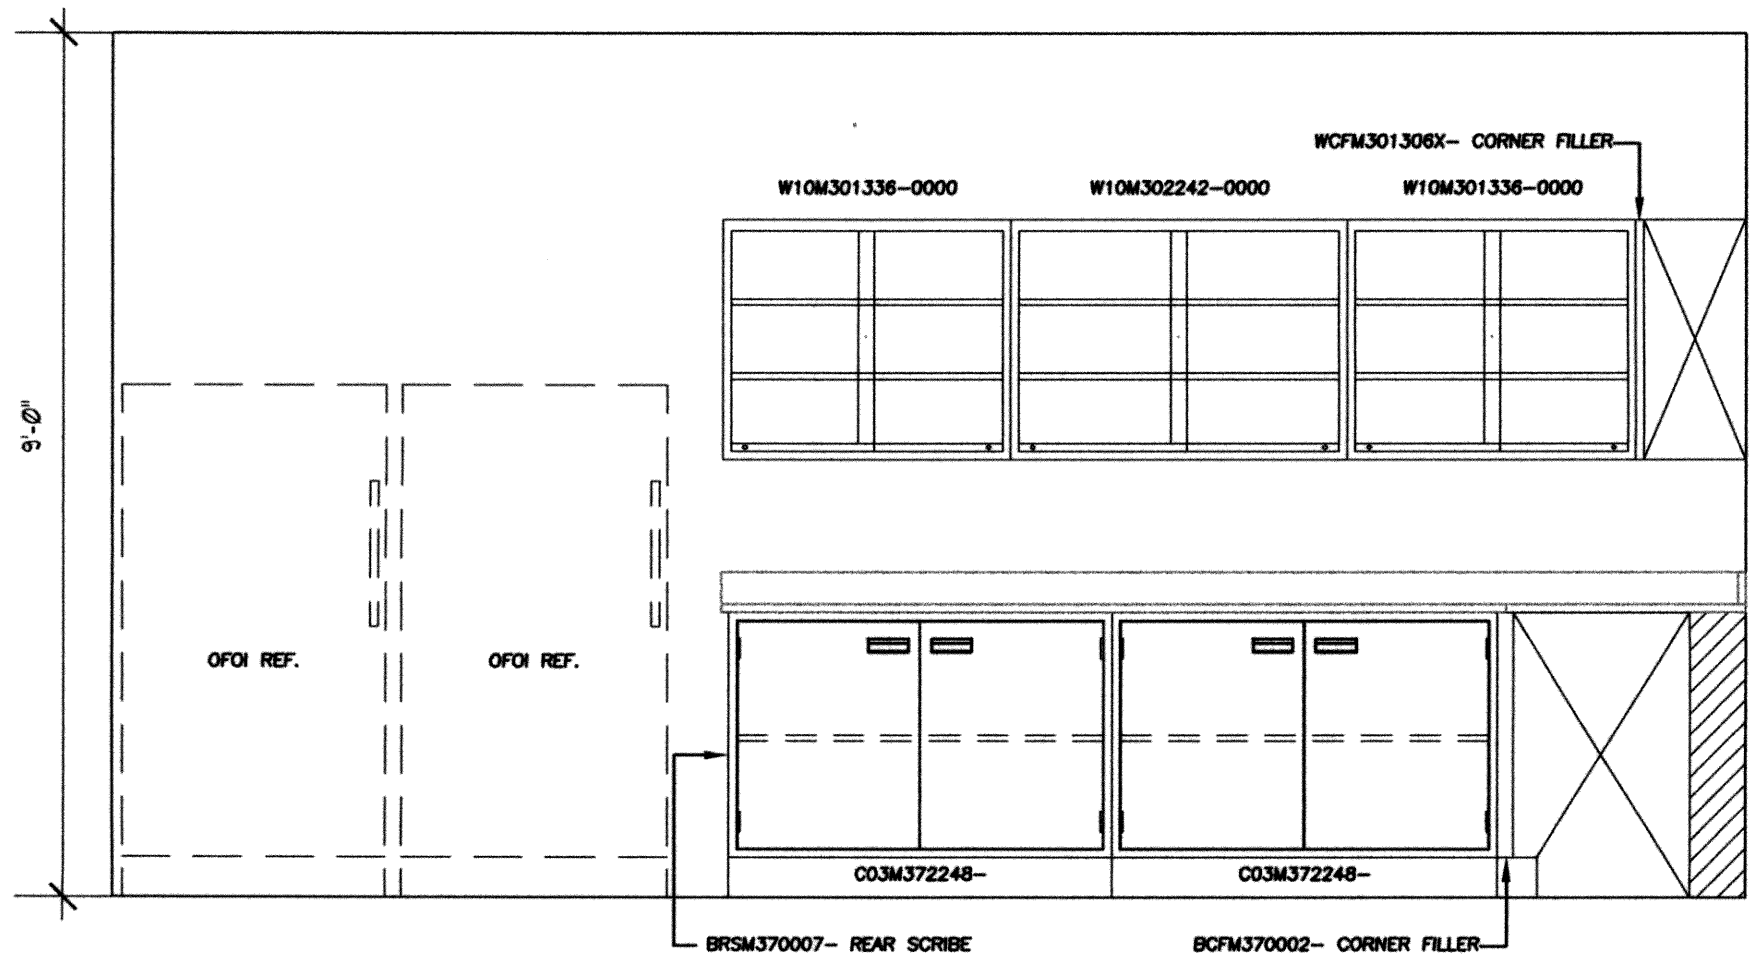 WCFM301306X- CORNER FILLER
W10M301336-0000
W10M302242-0000
W10M301336-0000
9'-0"
OFOI REF.
OFOI REF.
C03M372248-
C03M372248-
BRSM370007- REAR SCRIBE
BCFM370002- CORNER FILLER